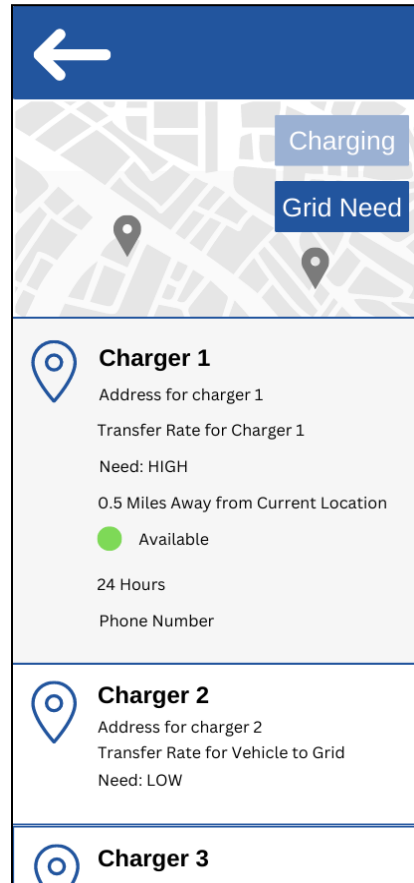 Charging
Grid Need
Charger 1
Address for charger 1
Transfer Rate for Charger 1
Need: HIGH
0.5 Miles Away from Current Location
Available
24 Hours
Phone Number
Charger 2
Address for charger 2
Transfer Rate for Vehicle to Grid
Need: LOW
Charger 3